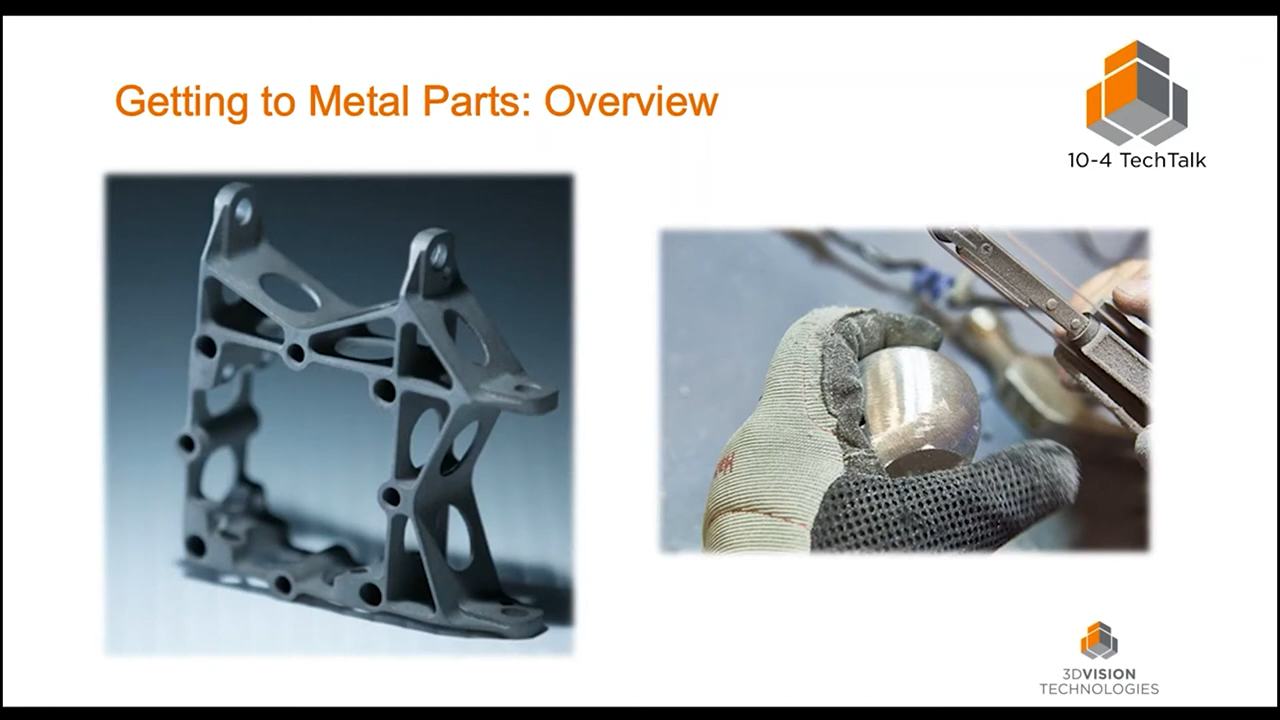 Getting to Metal Parts: Overview
10-4 TechTalk
3DVISION
TECHNOLOGIES